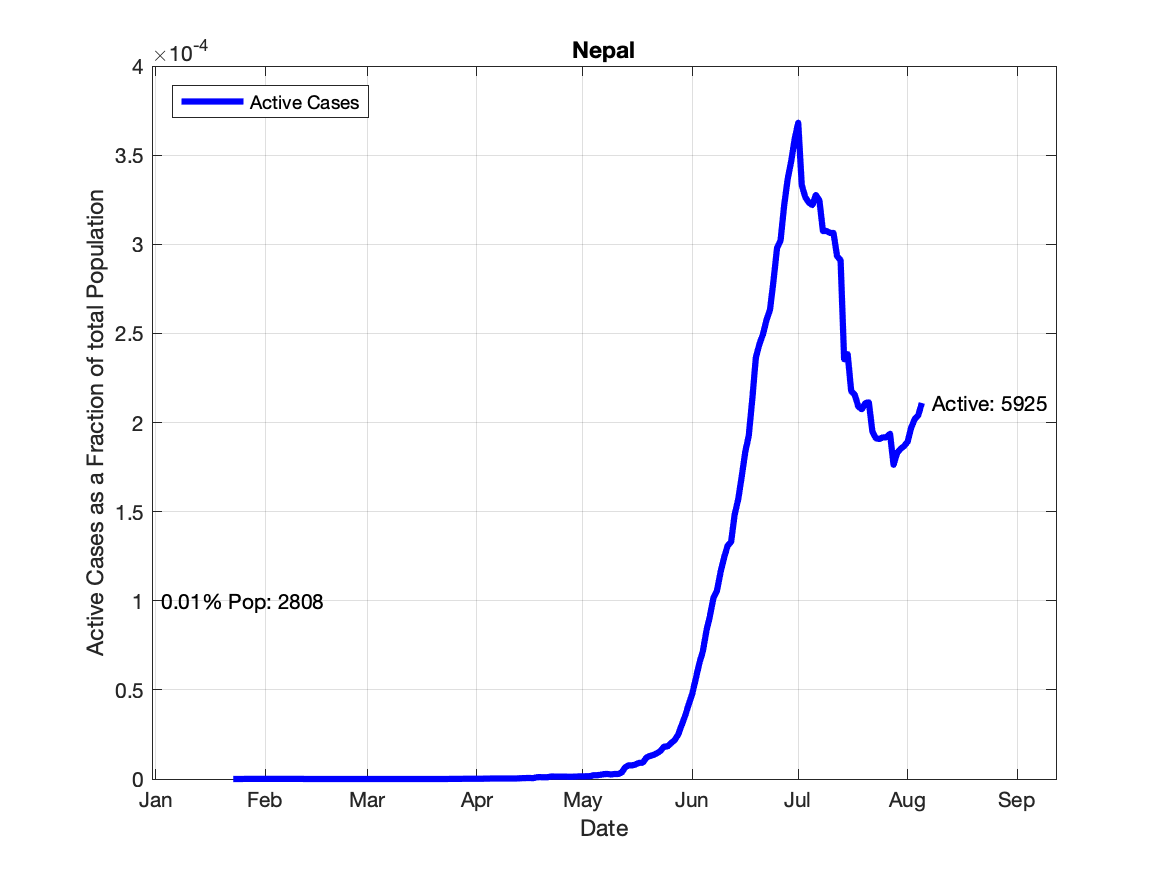 Nepal
×10-4
Active Cases
4
3.5
3
2.5
2
1.5
1
0.5
0
Active Cases as a Fraction of total Population
Active: 5925
0.01% Pop: 2808
Jan Feb Mar Apr May Jun Jul Aug Sep
Date